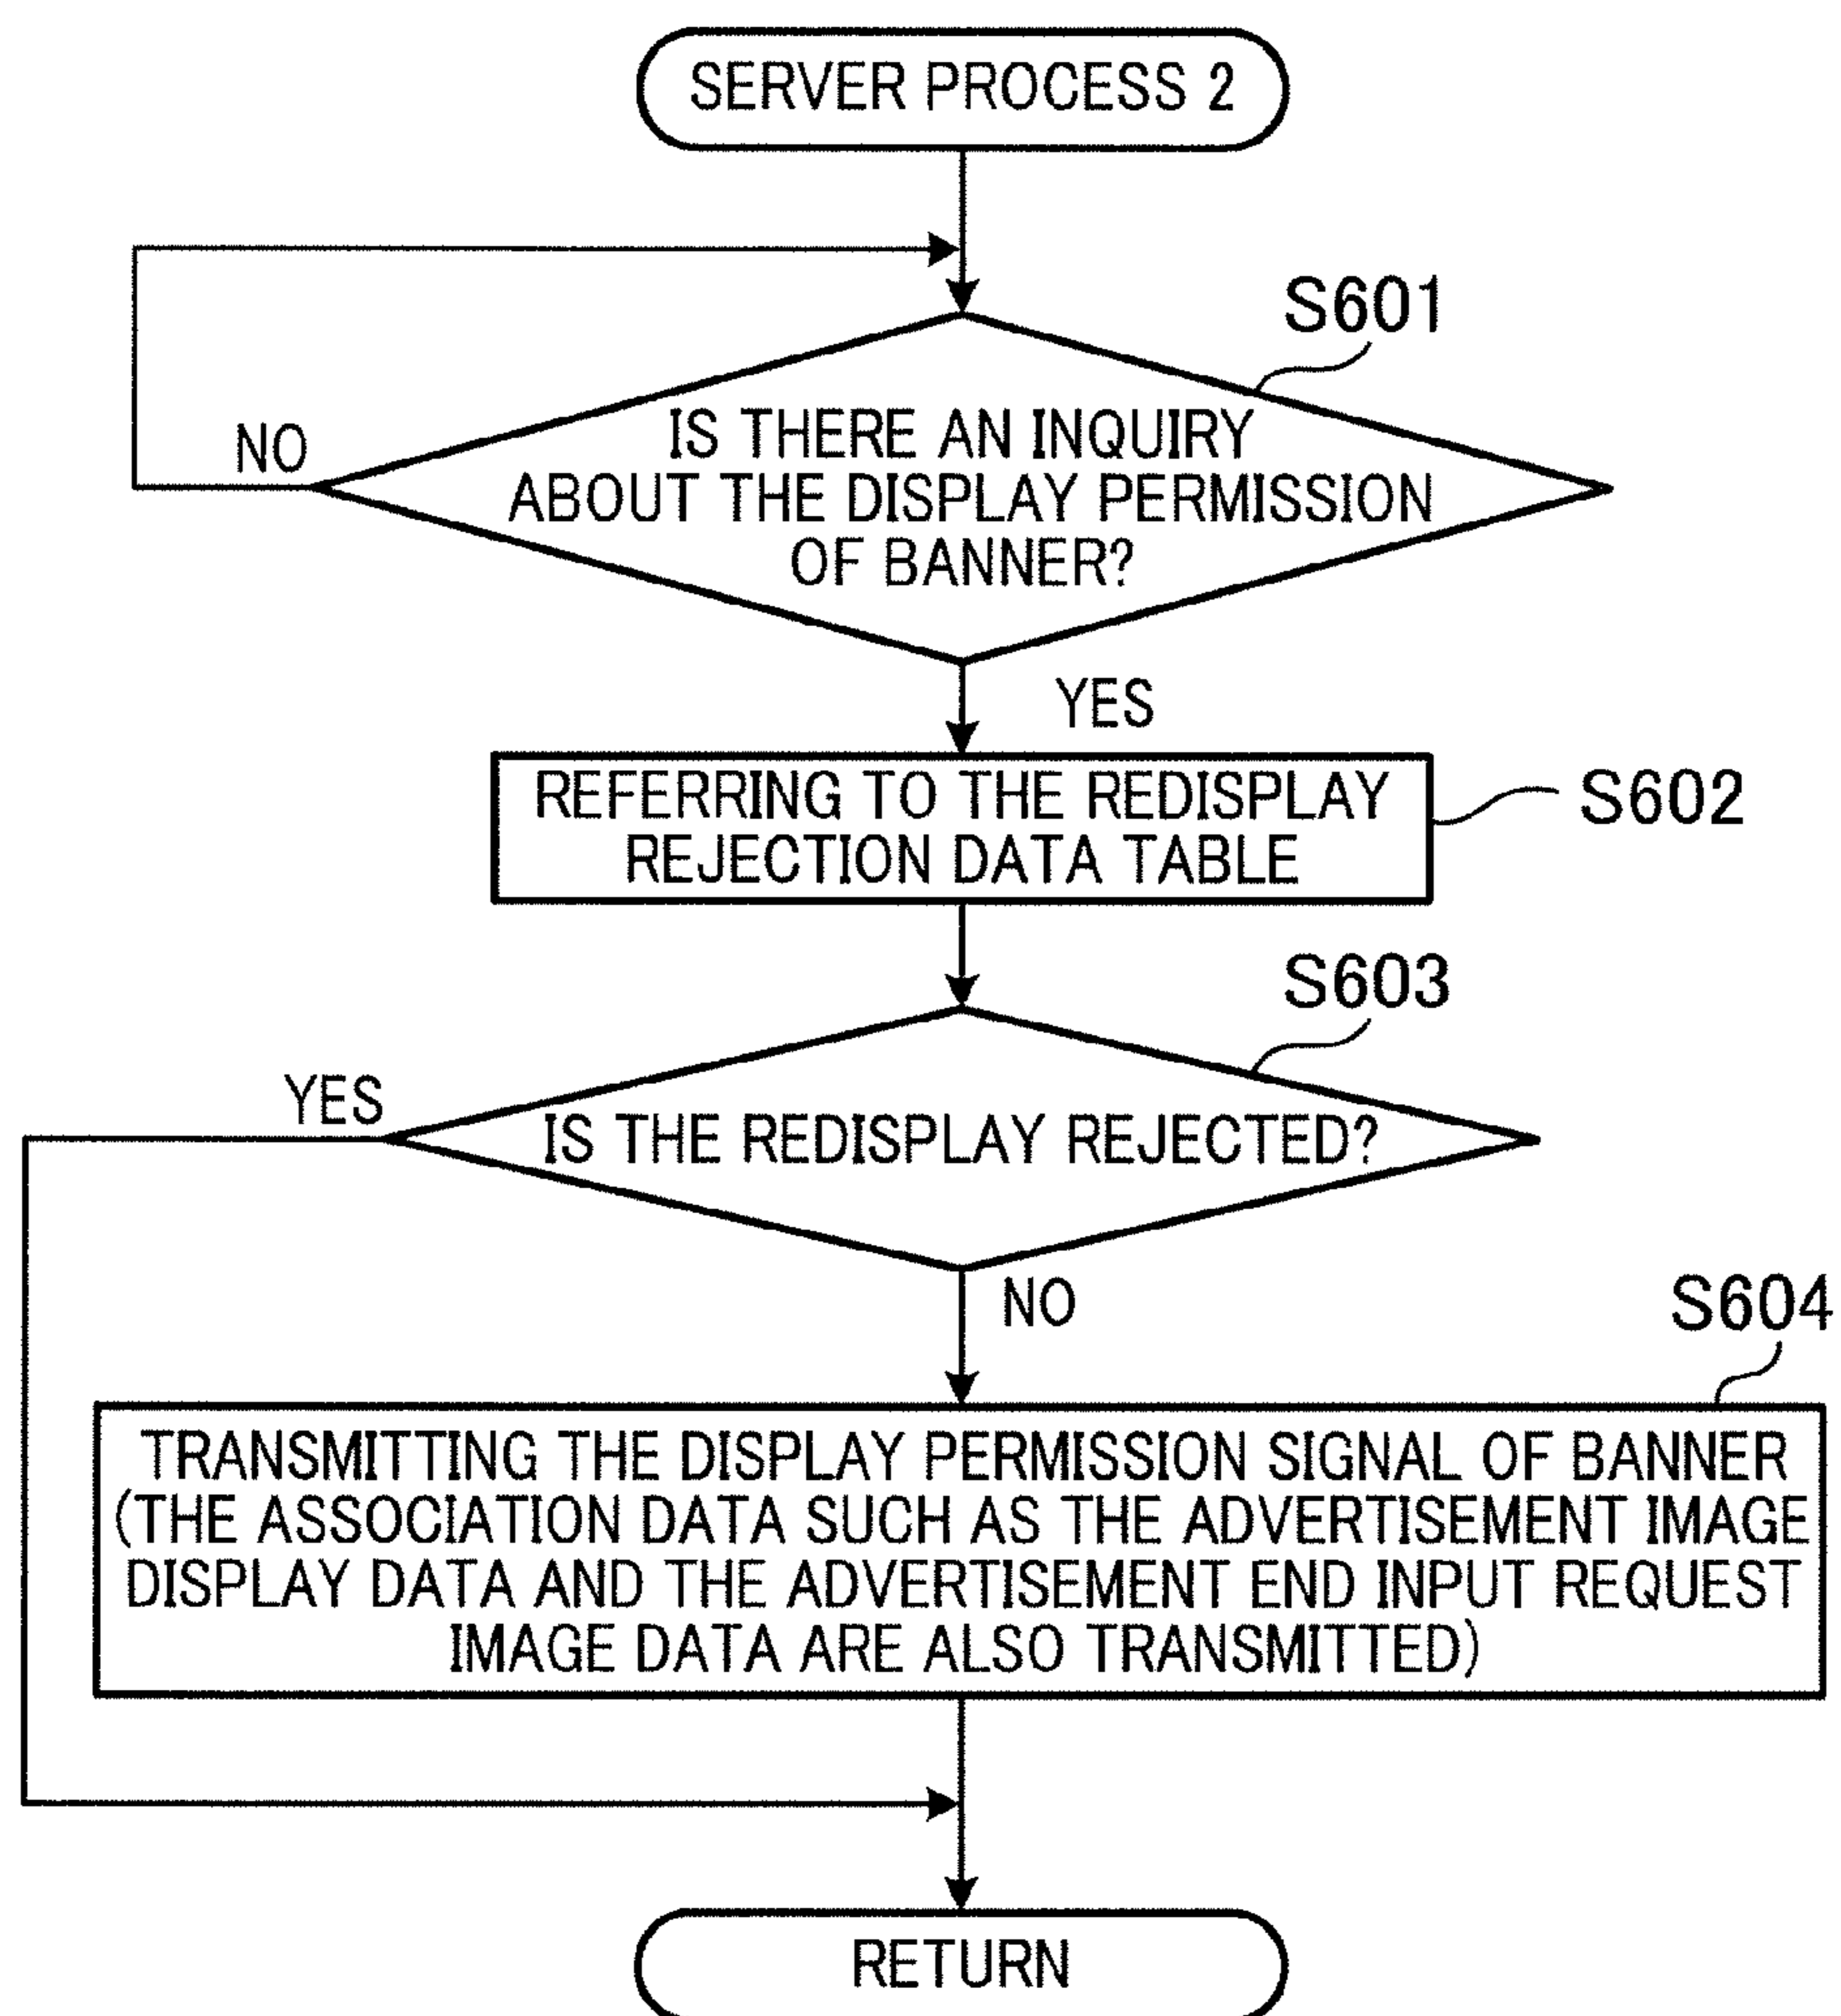 SERVER PROCESS 2
S601
IS THERE AN INQUIRY
ABOUT THE DISPLAY PERMISSION
OF BANNER?
NO
YES
REFERRING TO THE REDISPLAY
REJECTION DATA TABLE
S602
S603
YES
IS THE REDISPLAY REJECTED?
NO
S604
TRANSMITTING THE DISPLAY PERMISSION SIGNAL OF BANNER
(THE ASSOCIATION DATA SUCH AS THE ADVERTISEMENT IMAGE
DISPLAY DATA AND THE ADVERTISEMENT END INPUT REQUEST
IMAGE DATA ARE ALSO TRANSMITTED)
RETURN